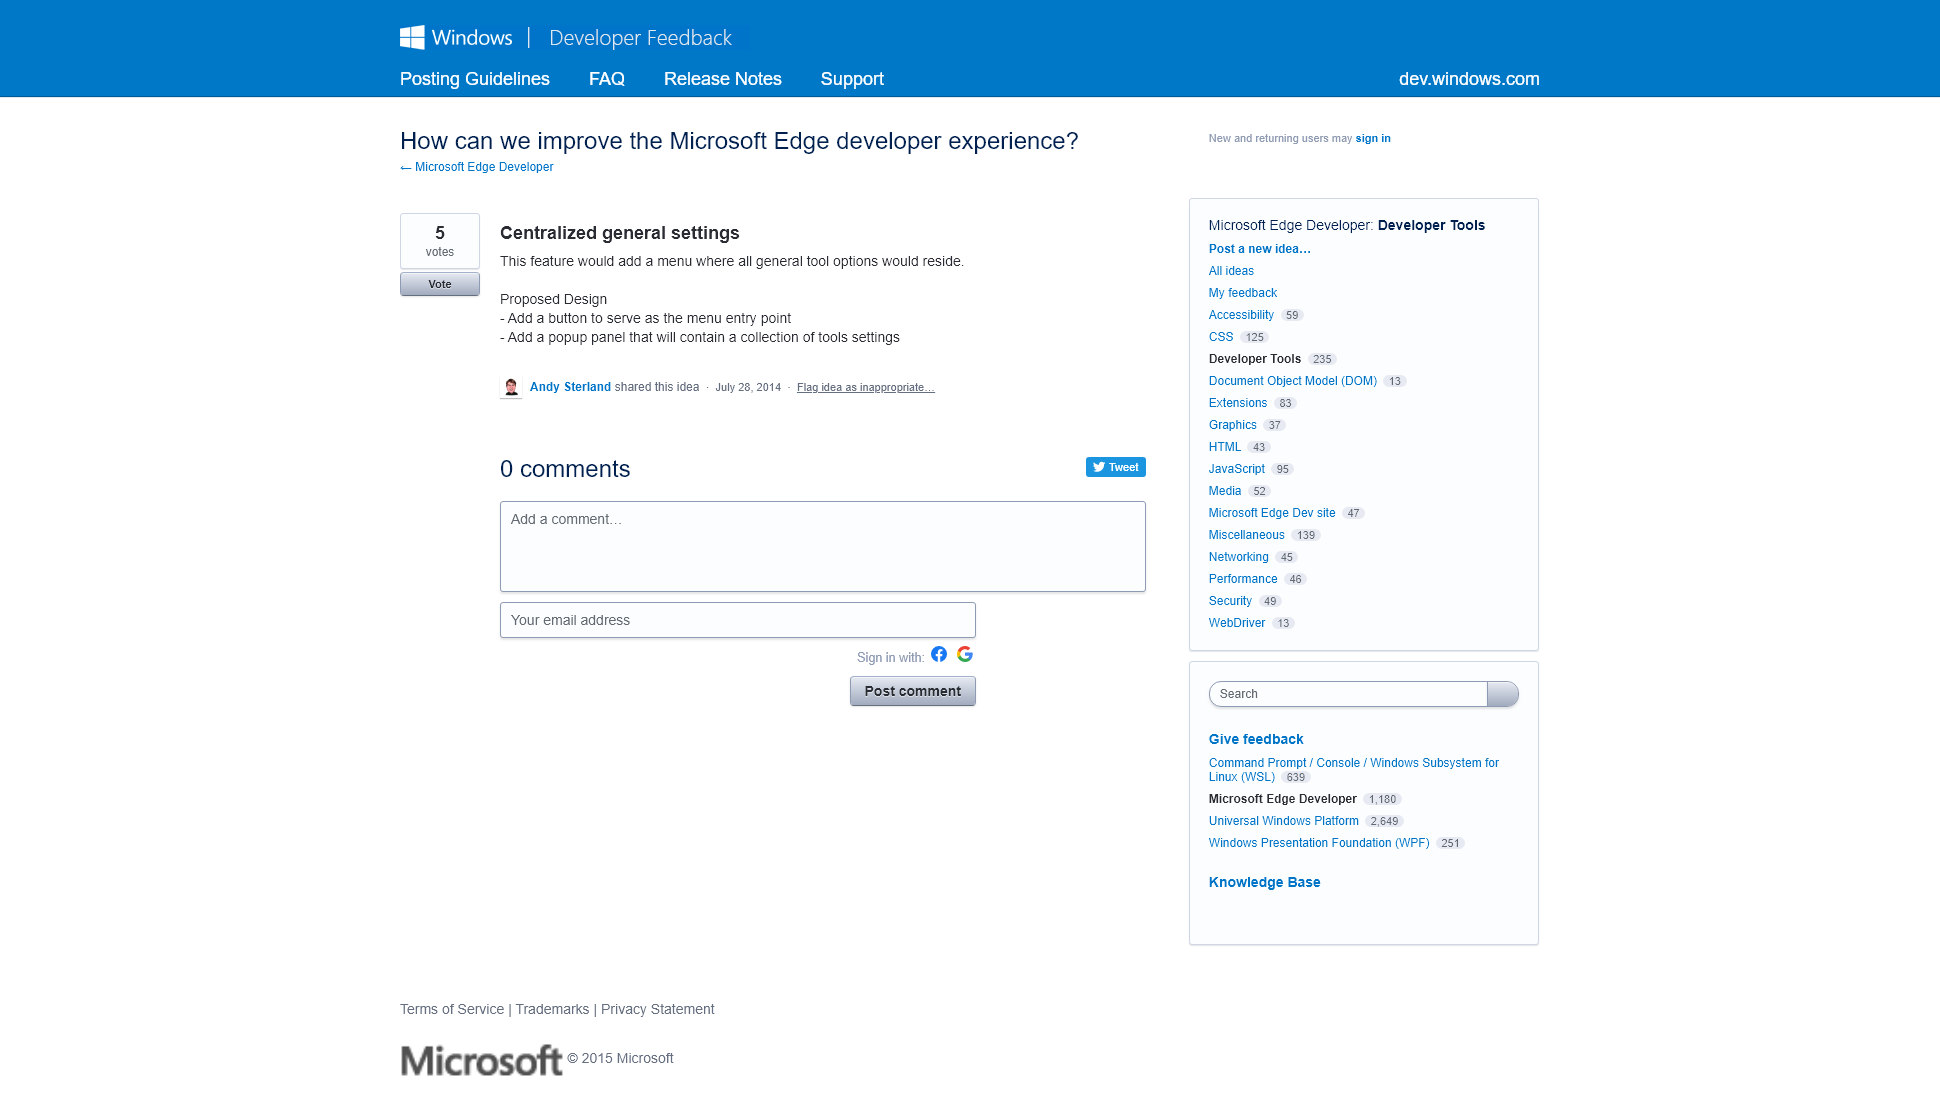 Windows | Developer Feedback
Posting Guidelines FAQ Release Notes Support dev.windows.com
How can we improve the Microsoft Edge developer experience?
← Microsoft Edge Developer
New and returning users may sign in
5
votes
Vote
Centralized general settings
This feature would add a menu where all general tool options would reside.
Proposed Design
- Add a button to serve as the menu entry point
- Add a popup panel that will contain a collection of tools settings
Andy Sterland shared this idea · July 28, 2014 · Flag idea as inappropriate…
0 comments
Tweet
Add a comment…
Your email address
Sign in with:
Post comment
Microsoft Edge Developer: Developer Tools
Post a new idea…
All ideas
My feedback
Accessibility 59
CSS 125
Developer Tools 235
Document Object Model (DOM) 13
Extensions 83
Graphics 37
HTML 43
JavaScript 95
Media 52
Microsoft Edge Dev site 47
Miscellaneous 139
Networking 45
Performance 46
Security 49
WebDriver 13
Search
Give feedback
Command Prompt / Console / Windows Subsystem for
Linux (WSL) 639
Microsoft Edge Developer 1,180
Universal Windows Platform 2,649
Windows Presentation Foundation (WPF) 251
Knowledge Base
Terms of Service | Trademarks | Privacy Statement
Microsoft © 2015 Microsoft